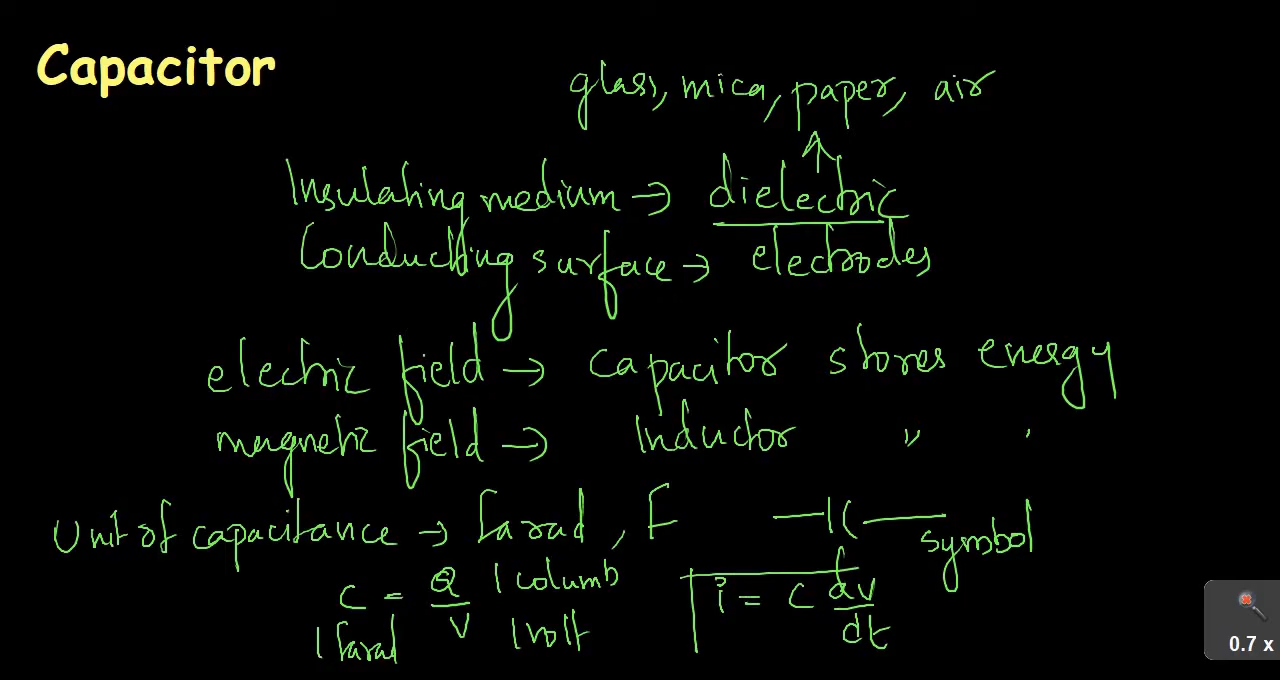 Capacitor
glass, mica, paper, air
↑
Insulating medium → dielectric
Conducting surface → electrodes
electric field → capacitor stores energy
magnetic field → Inductor " "
Unit of capacitance → farad, F symbol
C = Q/V 1 columb i = C dv/dt
1 farad 1 volt
0.7 x